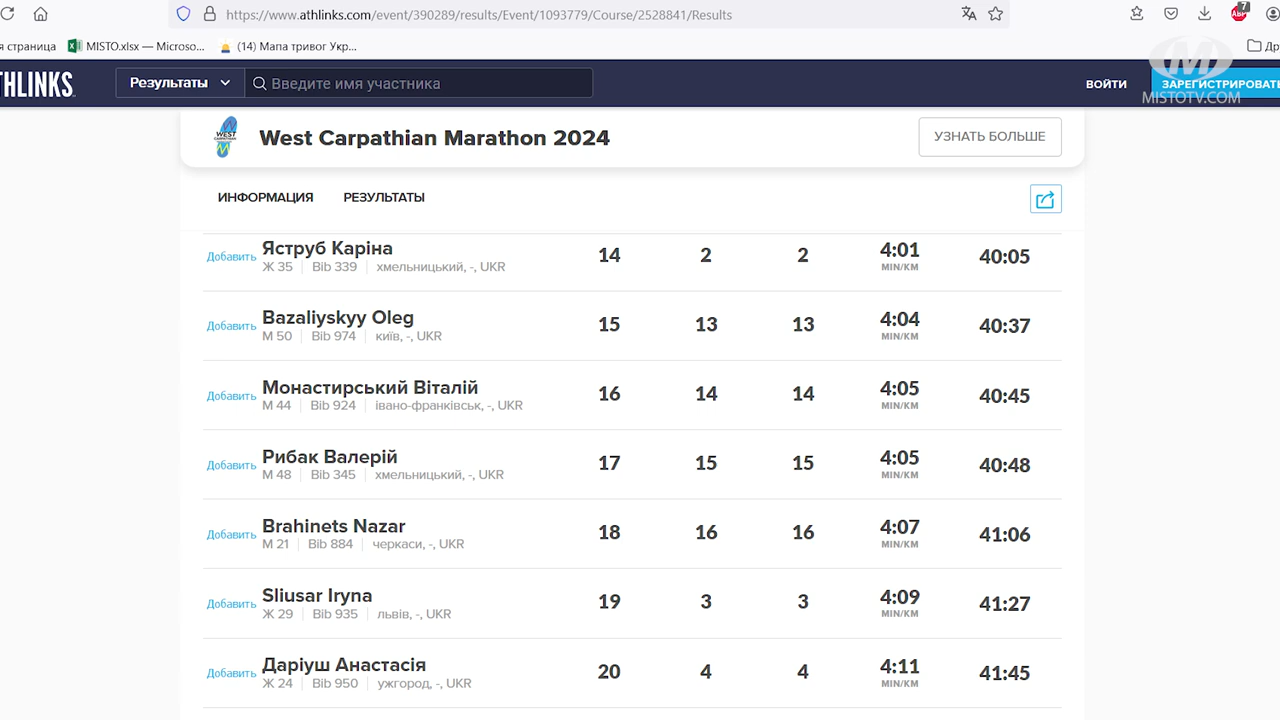 https://www.athlinks.com/event/390289/results/Event/1093779/Course/2528841/Results
7
я страница
MISTO.xlsx — Microso...
(14) Мапа тривог Укр...
Др
THLINKS
Результаты
Введите имя участника
ВОЙТИ
ЗАРЕГИСТРИРОВАТЬ
MISTOTV.COM
WEST CARPATHIAN
West Carpathian Marathon 2024
УЗНАТЬ БОЛЬШЕ
ИНФОРМАЦИЯ РЕЗУЛЬТАТЫ
Добавить Яструб Каріна 14 2 2 4:01 40:05
Ж 35 Bib 339 хмельницький, -, UKR MIN/KM
Добавить Bazaliyskyy Oleg 15 13 13 4:04 40:37
М 50 Bib 974 київ, -, UKR MIN/KM
Добавить Монастирський Віталій 16 14 14 4:05 40:45
М 44 Bib 924 івано-франківськ, -, UKR MIN/KM
Добавить Рибак Валерій 17 15 15 4:05 40:48
М 48 Bib 345 хмельницький, -, UKR MIN/KM
Добавить Brahinets Nazar 18 16 16 4:07 41:06
М 21 Bib 884 черкаси, -, UKR MIN/KM
Добавить Sliusar Iryna 19 3 3 4:09 41:27
Ж 29 Bib 935 львів, -, UKR MIN/KM
Добавить Даріуш Анастасія 20 4 4 4:11 41:45
Ж 24 Bib 950 ужгород, -, UKR MIN/KM